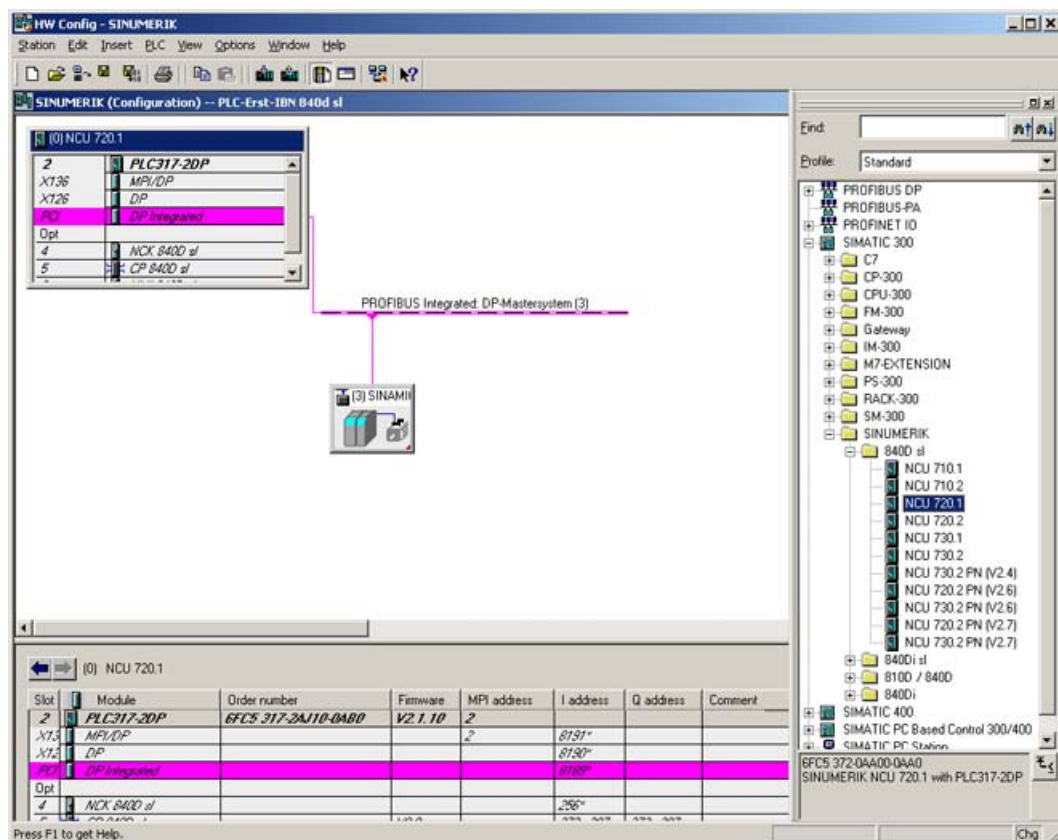 HW Config - SINUMERIK
Station Edit Insert PLC View Options Window Help
SINUMERIK (Configuration) -- PLC-Erst-IBN 840d sl
(0) NCU 720.1
2 PLC317-2DP
X136 MPI/DP
X126 DP
PCI DP Integrated
Opt
4 NCK 840D sl
5 CP 840D sl
PROFIBUS Integrated: DP-Mastersystem (3)
(3) SINAMI
Find:
Profile: Standard
PROFIBUS DP
PROFIBUS-PA
PROFINET IO
SIMATIC 300
C7
CP-300
CPU-300
FM-300
Gateway
IM-300
M7-EXTENSION
PS-300
RACK-300
SM-300
SINUMERIK
840D sl
NCU 710.1
NCU 710.2
NCU 720.1
NCU 720.2
NCU 730.1
NCU 730.2
NCU 730.2 PN (V2.4)
NCU 720.2 PN (V2.6)
NCU 730.2 PN (V2.6)
NCU 720.2 PN (V2.7)
NCU 730.2 PN (V2.7)
840Di sl
810D / 840D
840Di
SIMATIC 400
SIMATIC PC Based Control 300/400
SIMATIC PC Station
6FC5 372-0AA00-0AA0
SINUMERIK NCU 720.1 with PLC317-2DP
(0) NCU 720.1
Slot Module Order number Firmware MPI address I address Q address Comment
2 PLC317-2DP 6FC5 317-2AJ10-0AB0 V2.1.10 2
X13 MPI/DP 2 8191*
X12 DP 8190*
PCI DP Integrated 8189*
Opt
4 NCK 840D sl 256*
Press F1 to get Help.
Chg